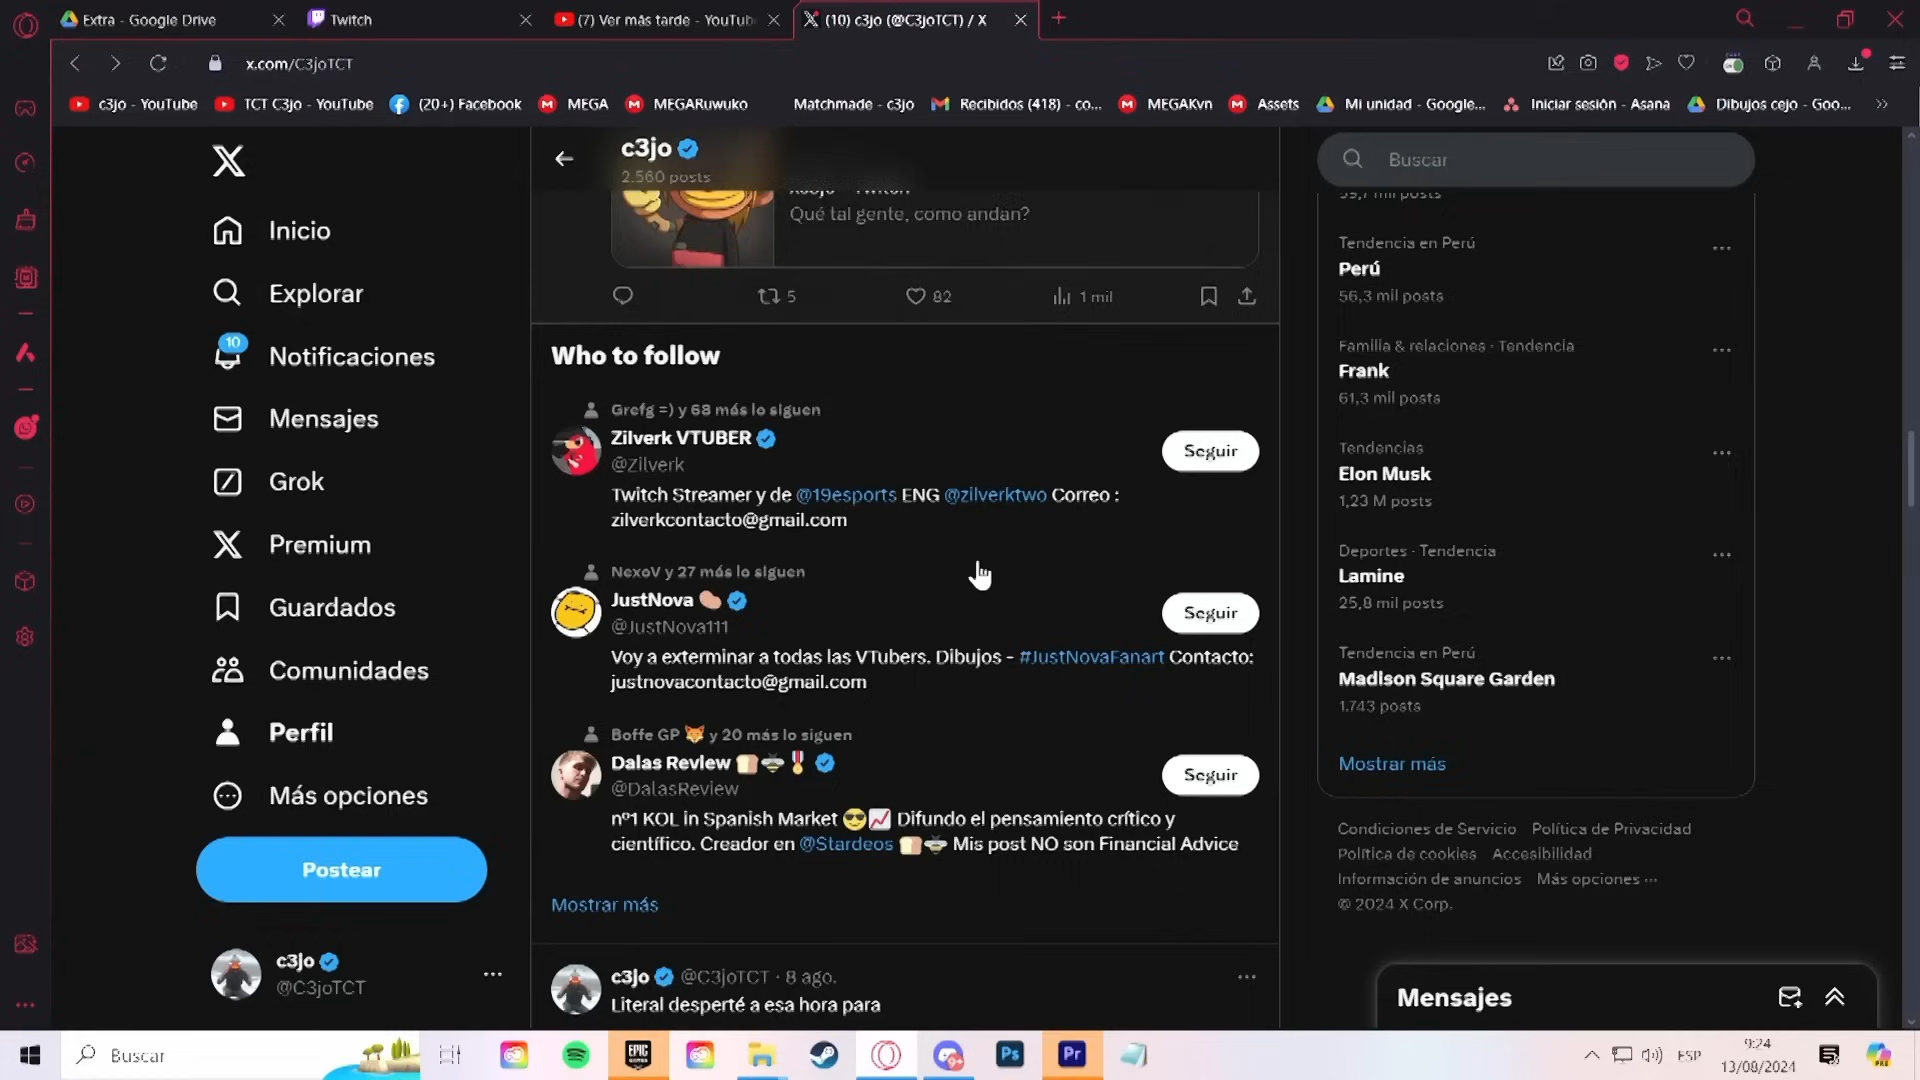 Extra - Google Drive
Twitch
(7) Ver más tarde - YouTube
(10) c3jo (@C3joTCT) / X
x.com/C3joTCT
c3jo - YouTube
TCT C3jo - YouTube
(20+) Facebook
MEGA
MEGARuwuko
Matchmade - c3jo
Recibidos (418) - co...
MEGAKvn
Assets
Mi unidad - Google...
Iniciar sesión - Asana
Dibujos cejo - Goo...
Inicio
Explorar
10
Notificaciones
Mensajes
Grok
Premium
Guardados
Comunidades
Perfil
Más opciones
Postear
c3jo
@C3joTCT
c3jo
2.560 posts
Qué tal gente, como andan?
5
82
1 mil
Who to follow
Grefg =) y 68 más lo siguen
Zilverk VTUBER
@Zilverk
Seguir
Twitch Streamer y de @19esports ENG @zilverktwo Correo :
zilverkcontacto@gmail.com
NexoV y 27 más lo siguen
JustNova 🥔
@JustNova111
Seguir
Voy a exterminar a todas las VTubers. Dibujos - #JustNovaFanart Contacto:
justnovacontacto@gmail.com
Boffe GP 🦊 y 20 más lo siguen
Dalas Review 🍞🐝🎖️
@DalasReview
Seguir
nº1 KOL in Spanish Market 😎📈 Difundo el pensamiento crítico y
científico. Creador en @Stardeos 🍞🐝 Mis post NO son Financial Advice
Mostrar más
c3jo @C3joTCT · 8 ago.
Literal desperté a esa hora para
Buscar
Tendencia en Perú
Perú
56,3 mil posts
Familia & relaciones · Tendencia
Frank
61,3 mil posts
Tendencias
Elon Musk
1,23 M posts
Deportes · Tendencia
Lamine
25,8 mil posts
Tendencia en Perú
Madison Square Garden
1.743 posts
Mostrar más
Condiciones de Servicio Política de Privacidad
Política de cookies Accesibilidad
Información de anuncios Más opciones ···
© 2024 X Corp.
Mensajes
Buscar
EPIC GAMES
Ps
Pr
ESP
9:24
13/08/2024
PRE